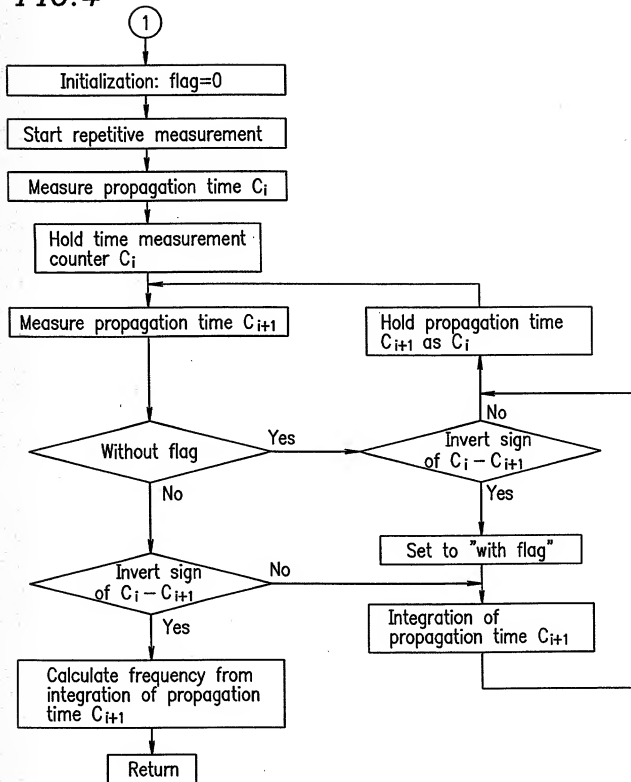 FIG.4
1
Initialization: flag=0
Start repetitive measurement
Measure propagation time Ci
Hold time measurement
counter Ci
Measure propagation time Ci+1
Hold propagation time
Ci+1 as Ci
Without flag
Yes
No
Invert sign
of Ci – Ci+1
No
Yes
Set to "with flag"
Invert sign
of Ci – Ci+1
No
Yes
Integration of
propagation time Ci+1
Calculate frequency from
integration of propagation
time Ci+1
Return